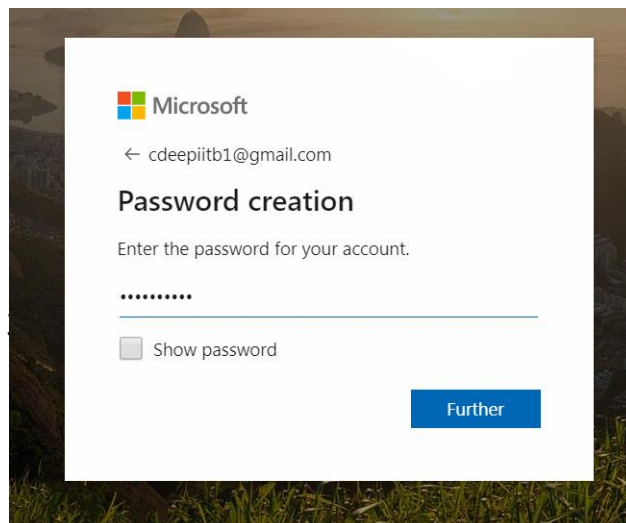 Microsoft
← cdeepiitb1@gmail.com
Password creation
Enter the password for your account.
••••••••••
Show password
Further